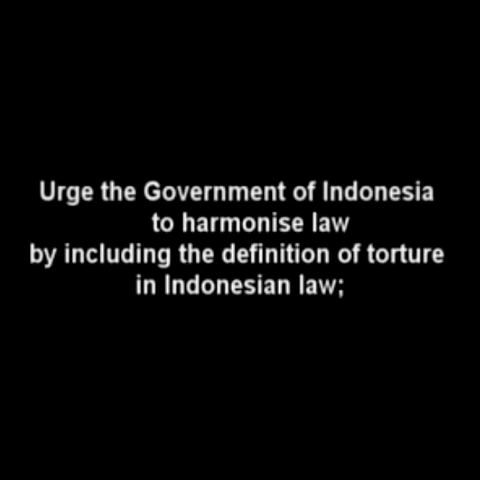 Urge the Government of Indonesia
to harmonise law
by including the definition of torture
in Indonesian law;